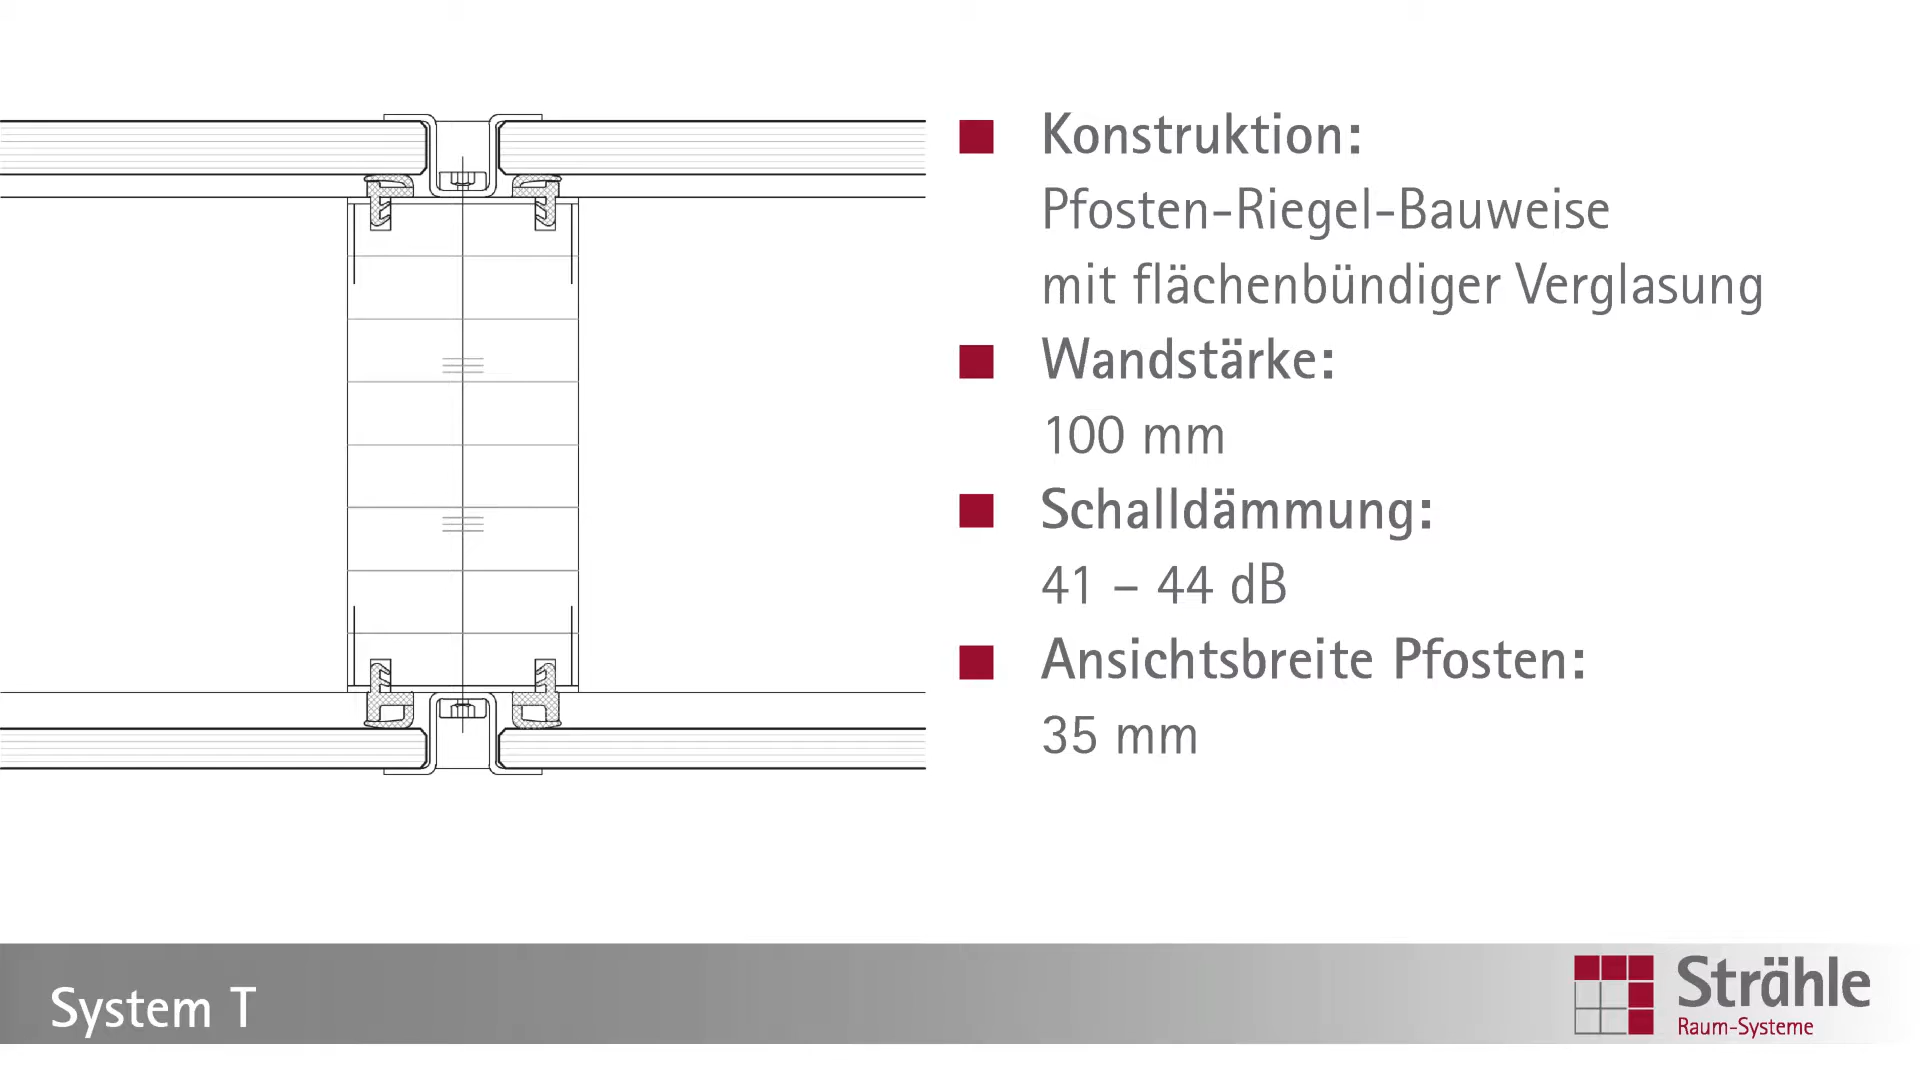 Konstruktion:
Pfosten-Riegel-Bauweise
mit flächenbündiger Verglasung
Wandstärke:
100 mm
Schalldämmung:
41 – 44 dB
Ansichtsbreite Pfosten:
35 mm
System T
Strähle
Raum-Systeme